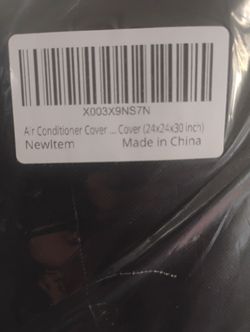 X003X9NS7N
Air Conditioner Cover ... Cover (24x24x30 inch)
NewItem Made in China